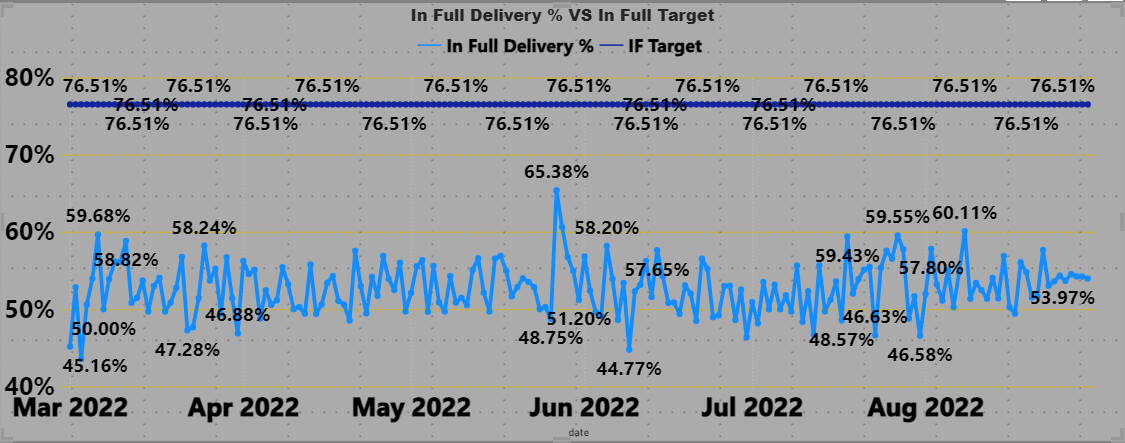 In Full Delivery % VS In Full Target
In Full Delivery % IF Target
80%
76.51% 76.51% 76.51% 76.51% 76.51% 76.51% 76.51% 76.51% 76.51%
76.51% 76.51% 76.51% 76.51%
76.51% 76.51% 76.51% 76.51% 76.51% 76.51% 76.51% 76.51%
70%
65.38%
60%
59.68% 58.24% 58.20% 59.55% 60.11%
58.82% 57.65% 59.43% 57.80%
50%
50.00% 46.88% 51.20% 46.63% 53.97%
45.16% 47.28% 48.75% 44.77% 48.57% 46.58%
40%
Mar 2022 Apr 2022 May 2022 Jun 2022 Jul 2022 Aug 2022
date